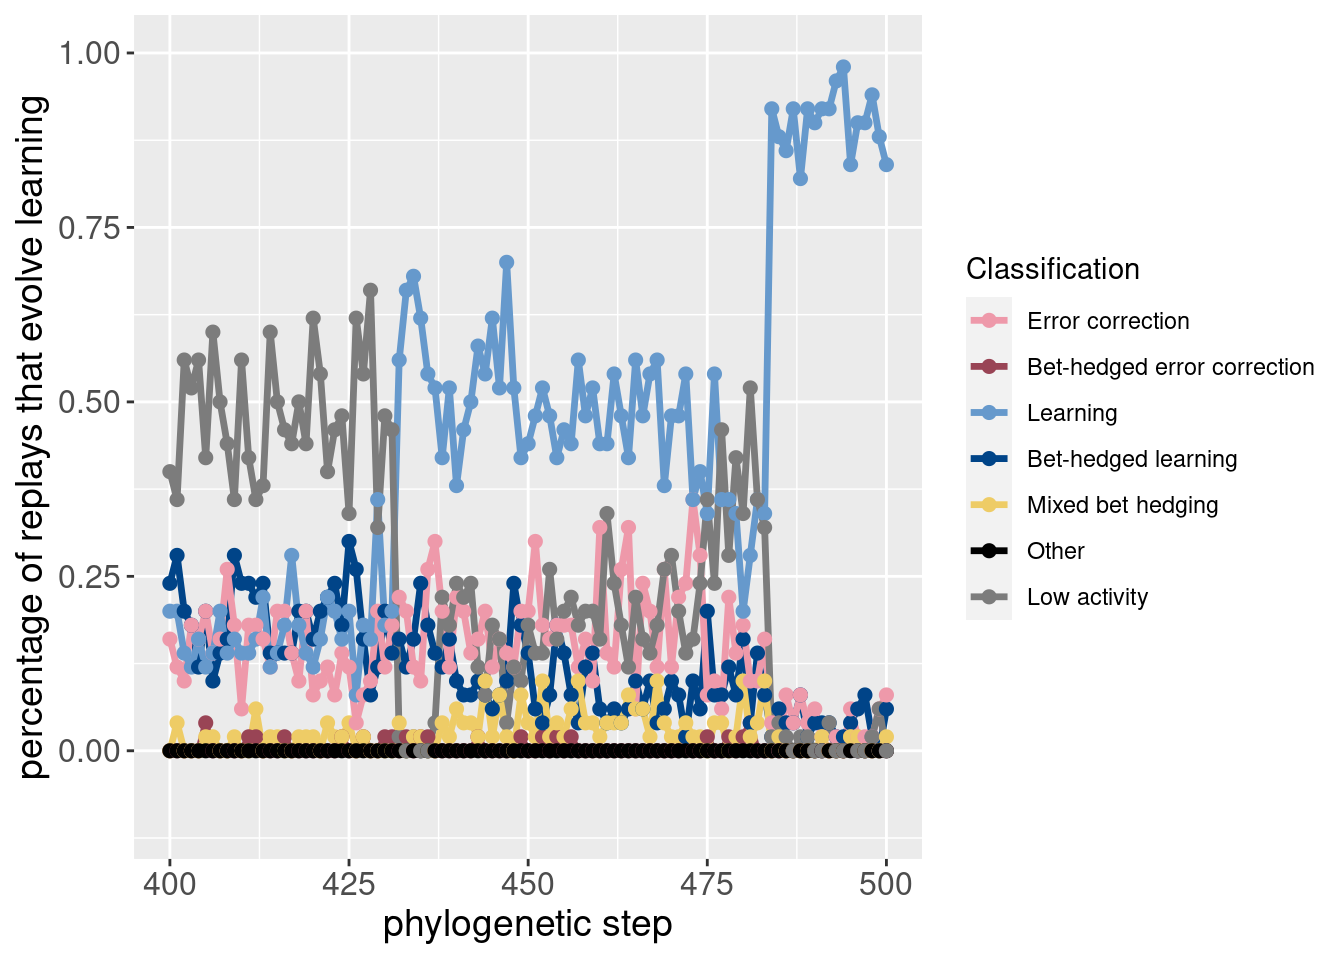 percentage of replays that evolve learning
1.00
0.75
0.50
0.25
0.00
400 425 450 475 500
phylogenetic step
Classification
Error correction
Bet-hedged error correction
Learning
Bet-hedged learning
Mixed bet hedging
Other
Low activity